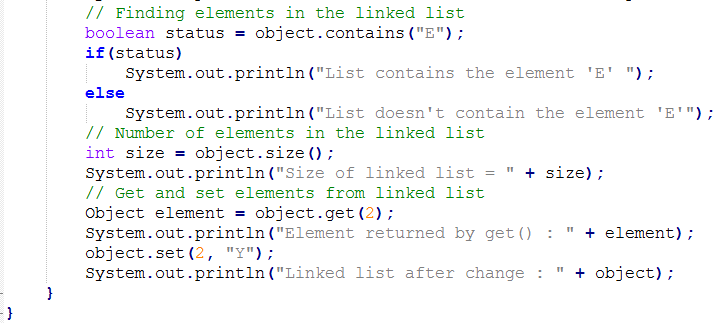 // Finding elements in the linked list
boolean status = object.contains("E");
if(status)
System.out.println("List contains the element 'E' ");
else
System.out.println("List doesn't contain the element 'E'");
// Number of elements in the linked list
int size = object.size();
System.out.println("Size of linked list = " + size);
// Get and set elements from linked list
Object element = object.get(2);
System.out.println("Element returned by get() : " + element);
object.set(2, "Y");
System.out.println("Linked list after change : " + object);
}
}